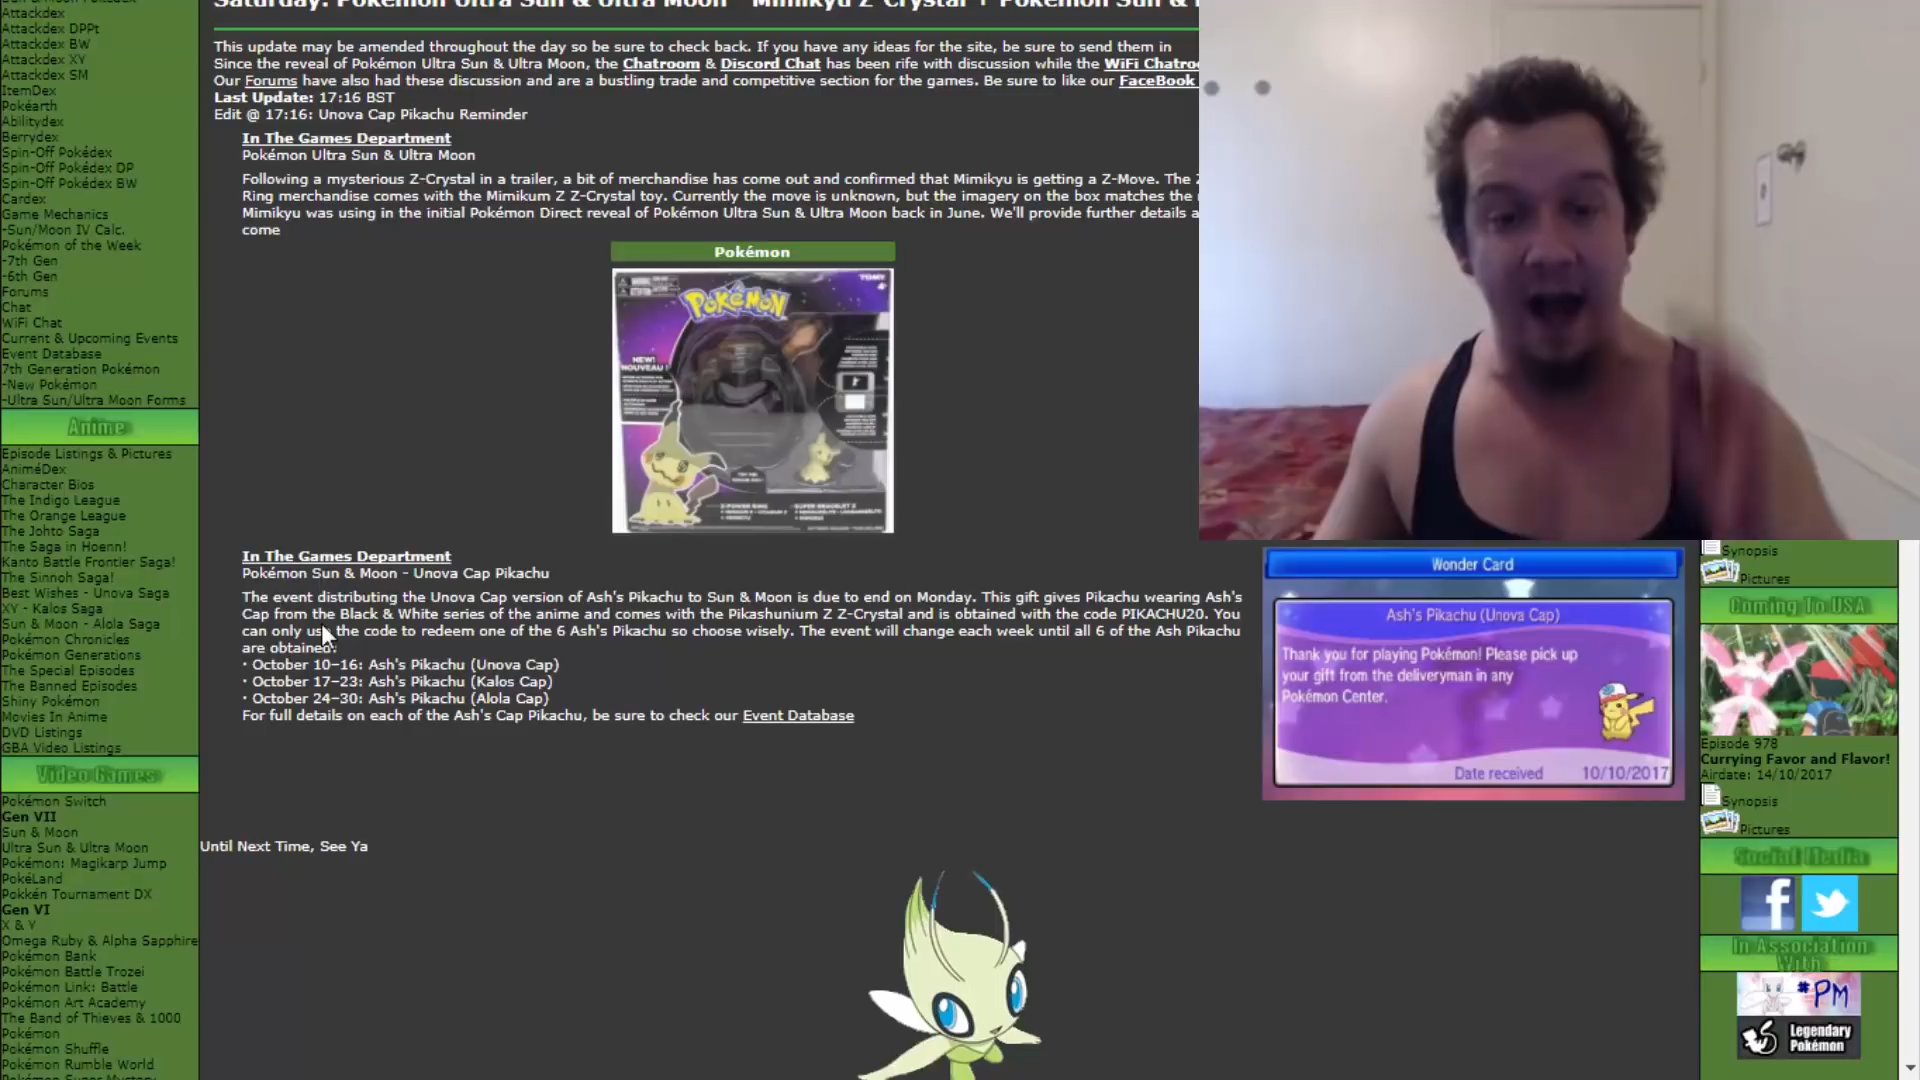 Saturday: Pokémon Ultra Sun & Ultra Moon - Mimikyu Z-Crystal + Pokémon Sun &
This update may be amended throughout the day so be sure to check back. If you have any ideas for the site, be sure to send them in
Since the reveal of Pokémon Ultra Sun & Ultra Moon, the Chatroom & Discord Chat has been rife with discussion while the WiFi
Our Forums have also had these discussion and are a bustling trade and competitive section for the games. Be sure to like our FaceBook
Last Update: 17:16 BST
Edit @ 17:16: Unova Cap Pikachu Reminder
In The Games Department
Pokémon Ultra Sun & Ultra Moon
Following a mysterious Z-Crystal in a trailer, a bit of merchandise has come out and confirmed that Mimikyu is getting a Z-Move. The
Ring merchandise comes with the Mimikum Z Z-Crystal toy. Currently the move is unknown, but the imagery on the box matches the
Mimikyu was using in the initial Pokémon Direct reveal of Pokémon Ultra Sun & Ultra Moon back in June. We'll provide further details
come
Pokémon
TOMY
POKéMON
NEW!
NOUVEAU!
In The Games Department
Pokémon Sun & Moon - Unova Cap Pikachu
The event distributing the Unova Cap version of Ash's Pikachu to Sun & Moon is due to end on Monday. This gift gives Pikachu wearing Ash's
Cap from the Black & White series of the anime and comes with the Pikashunium Z Z-Crystal and is obtained with the code PIKACHU20. You
can only use the code to redeem one of the 6 Ash's Pikachu so choose wisely. The event will change each week until all 6 of the Ash Pikachu
are obtained:
· October 10–16: Ash's Pikachu (Unova Cap)
· October 17–23: Ash's Pikachu (Kalos Cap)
· October 24–30: Ash's Pikachu (Alola Cap)
For full details on each of the Ash's Cap Pikachu, be sure to check our Event Database
Until Next Time, See Ya
Wonder Card
Ash's Pikachu (Unova Cap)
Thank you for playing Pokémon! Please pick up
your gift from the deliveryman in any
Pokémon Center.
Date received 10/10/2017
Attackdex
Attackdex DPPt
Attackdex BW
Attackdex XY
Attackdex SM
ItemDex
Pokéarth
Abilitydex
Berrydex
Spin-Off Pokédex
Spin-Off Pokédex DP
Spin-Off Pokédex BW
Cardex
Game Mechanics
-Sun/Moon IV Calc.
Pokémon of the Week
-7th Gen
-6th Gen
Forums
Chat
WiFi Chat
Current & Upcoming Events
Event Database
7th Generation Pokémon
-New Pokémon
-Ultra Sun/Ultra Moon Forms
Anime
Episode Listings & Pictures
AniméDex
Character Bios
The Indigo League
The Orange League
The Johto Saga
The Saga in Hoenn!
Kanto Battle Frontier Saga!
The Sinnoh Saga!
Best Wishes - Unova Saga
XY - Kalos Saga
Sun & Moon - Alola Saga
Pokémon Chronicles
Pokémon Generations
The Special Episodes
The Banned Episodes
Shiny Pokémon
Movies In Anime
DVD Listings
GBA Video Listings
Video Games
Pokémon Switch
Gen VII
Sun & Moon
Ultra Sun & Ultra Moon
Pokémon: Magikarp Jump
PokéLand
Pokkén Tournament DX
Gen VI
X & Y
Omega Ruby & Alpha Sapphire
Pokémon Bank
Pokémon Battle Trozei
Pokémon Link: Battle
Pokémon Art Academy
The Band of Thieves & 1000
Pokémon
Pokémon Shuffle
Pokémon Rumble World
Synopsis
Pictures
Coming To USA
Episode 978
Currying Favor and Flavor!
Airdate: 14/10/2017
Synopsis
Pictures
Social Media
In Association
With
#PM
Legendary
Pokémon